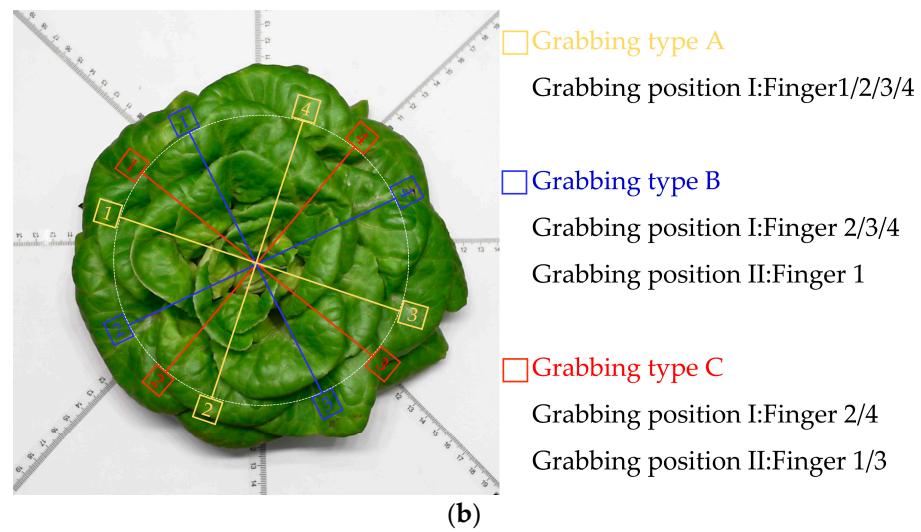 Grabbing type A
Grabbing position I:Finger1/2/3/4
Grabbing type B
Grabbing position I:Finger 2/3/4
Grabbing position II:Finger 1
Grabbing type C
Grabbing position I:Finger 2/4
Grabbing position II:Finger 1/3
4
1
4
1
4
1
2
3
2
3
2
3
(b)